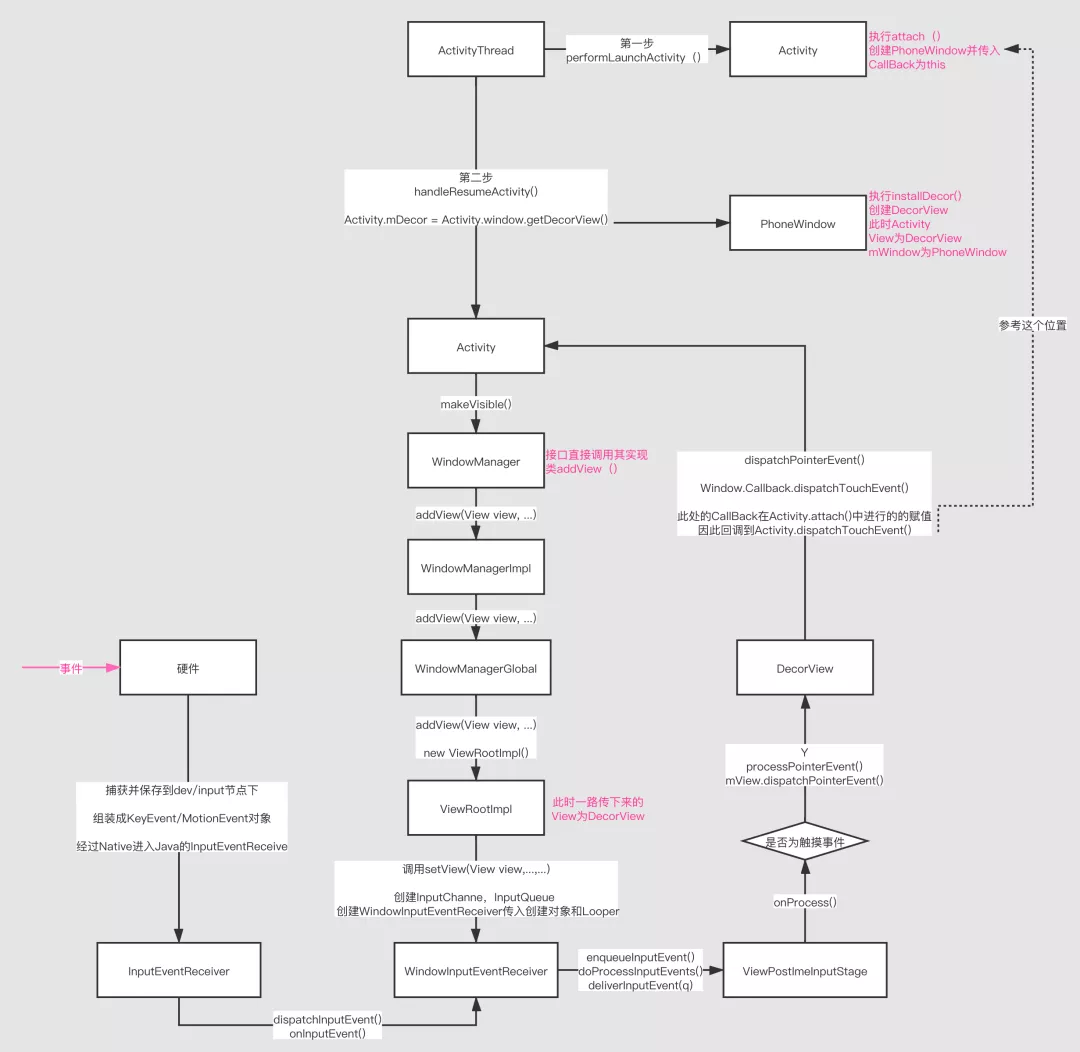 ActivityThread
第一步
performLaunchActivity（）
Activity
执行attach（）
创建PhoneWindow并传入
CallBack为this
第二步
handleResumeActivity()
Activity.mDecor = Activity.window.getDecorView()
PhoneWindow
执行installDecor()
创建DecorView
此时Activity
View为DecorView
mWindow为PhoneWindow
参考这个位置
Activity
makeVisible()
WindowManager
接口直接调用其实现
类addView（）
dispatchPointerEvent()
Window.Callback.dispatchTouchEvent()
此处的CallBack在Activity.attach()中进行的的赋值
因此回调到Activity.dispatchTouchEvent()
addView(View view, ...)
WindowManagerImpl
addView(View view, ...)
事件
硬件
WindowManagerGlobal
DecorView
addView(View view, ...)
new ViewRootImpl()
Y
processPointerEvent()
mView.dispatchPointerEvent()
捕获并保存到dev/input节点下
组装成KeyEvent/MotionEvent对象
经过Native进入Java的InputEventReceive
ViewRootImpl
此时一路传下来的
View为DecorView
是否为触摸事件
调用setView(View view,...,...)
创建InputChanne，InputQueue
创建WindowInputEventReceiver传入创建对象和Looper
onProcess()
InputEventReceiver
WindowInputEventReceiver
enqueueInputEvent()
doProcessInputEvents()
deliverInputEvent(q)
ViewPostImeInputStage
dispatchInputEvent()
onInputEvent()